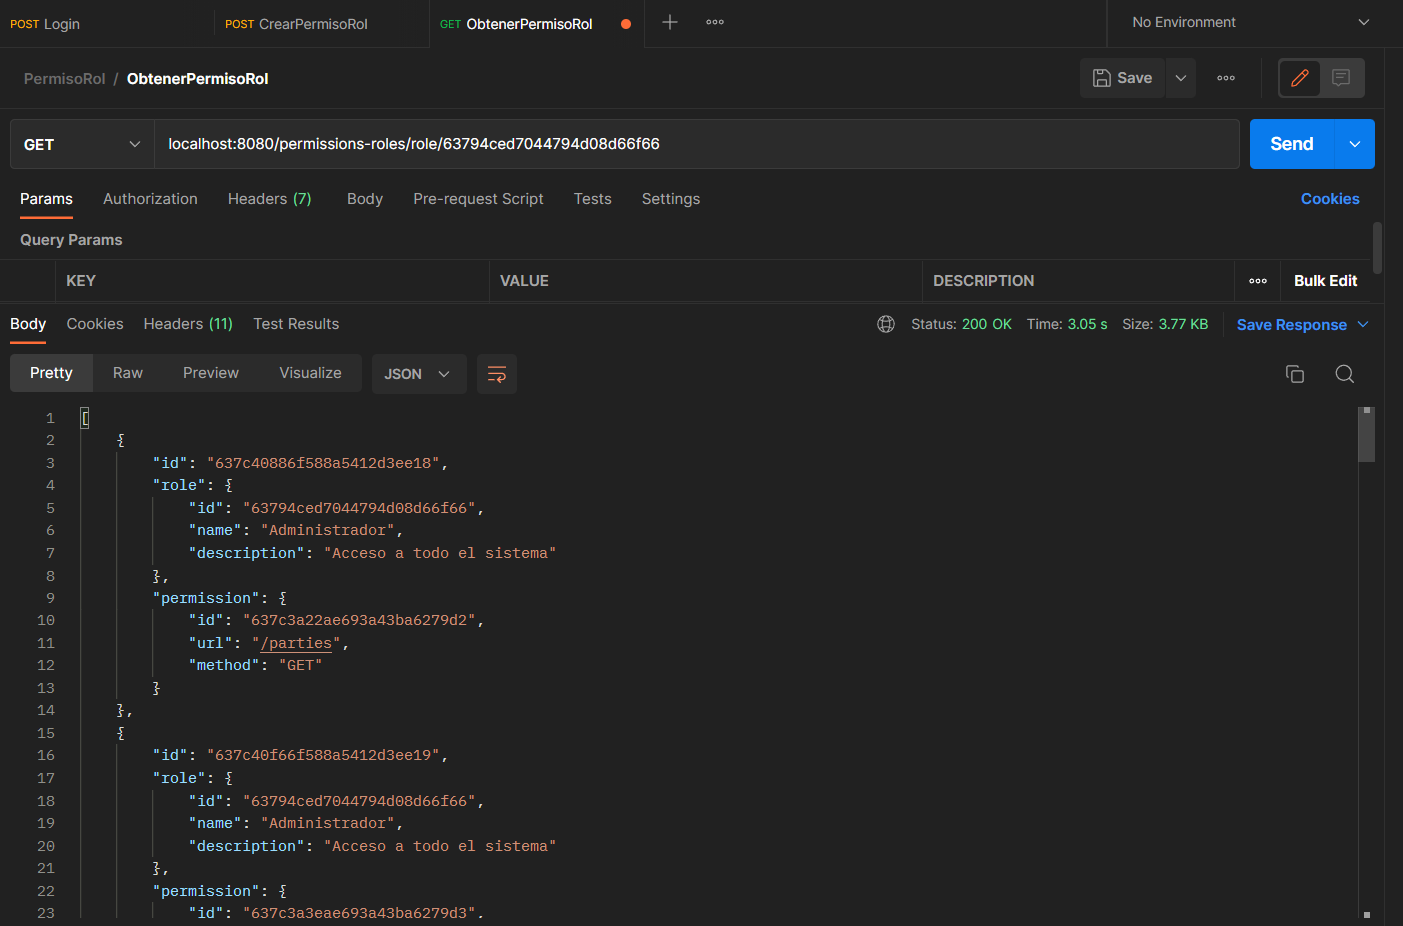 POST Login POST CrearPermisoRol GET ObtenerPermisoRol No Environment
PermisoRol / ObtenerPermisoRol Save
GET localhost:8080/permissions-roles/role/63794ced7044794d08d66f66 Send
Params Authorization Headers (7) Body Pre-request Script Tests Settings Cookies
Query Params
KEY VALUE DESCRIPTION Bulk Edit
Body Cookies Headers (11) Test Results Status: 200 OK Time: 3.05 s Size: 3.77 KB Save Response
Pretty Raw Preview Visualize JSON
1 [
2 {
3 "id": "637c40886f588a5412d3ee18",
4 "role": {
5 "id": "63794ced7044794d08d66f66",
6 "name": "Administrador",
7 "description": "Acceso a todo el sistema"
8 },
9 "permission": {
10 "id": "637c3a22ae693a43ba6279d2",
11 "url": "/parties",
12 "method": "GET"
13 }
14 },
15 {
16 "id": "637c40f66f588a5412d3ee19",
17 "role": {
18 "id": "63794ced7044794d08d66f66",
19 "name": "Administrador",
20 "description": "Acceso a todo el sistema"
21 },
22 "permission": {
23 "id": "637c3a3eae693a43ba6279d3",